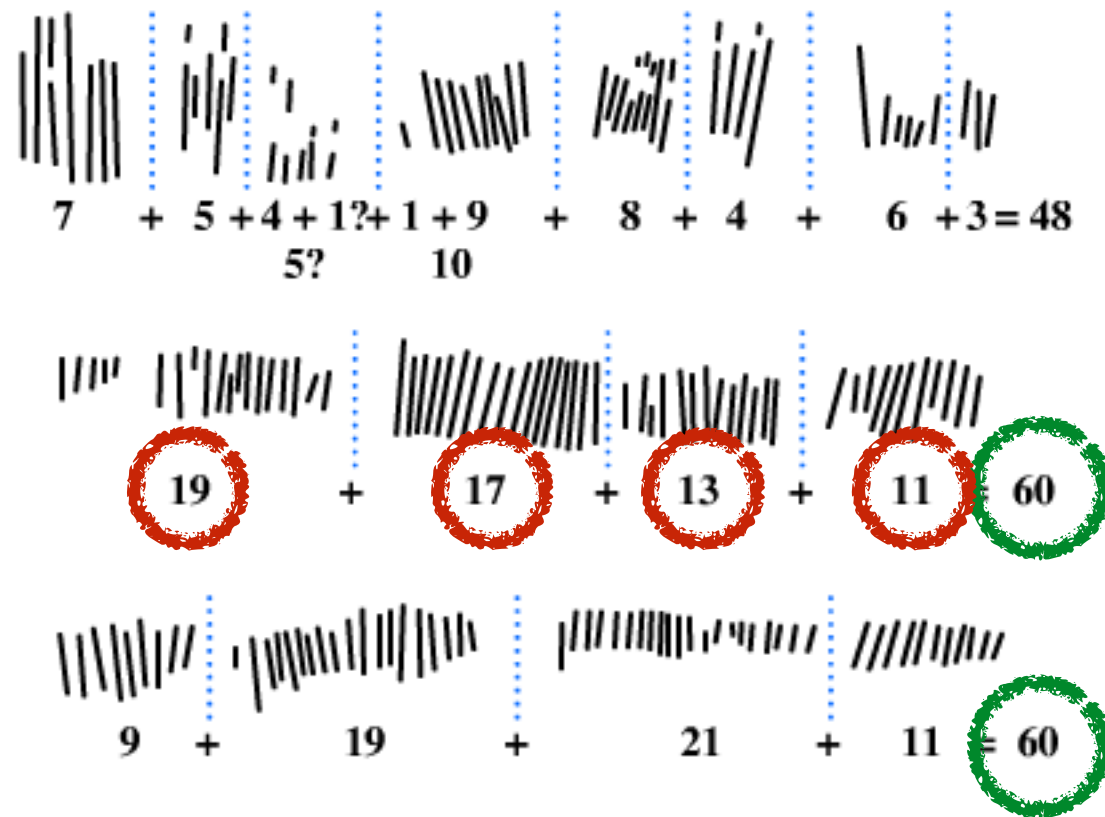 7 + 5 + 4 + 1?+ 1 + 9 + 8 + 4 + 6 + 3 = 48
5? 10
19 + 17 + 13 + 11 = 60
9 + 19 + 21 + 11 = 60